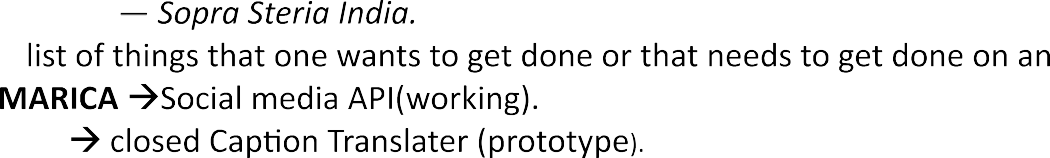 — Sopra Steria India.
list of things that one wants to get done or that needs to get done on an
MARICA →Social media API(working).
→ closed Caption Translater (prototype).